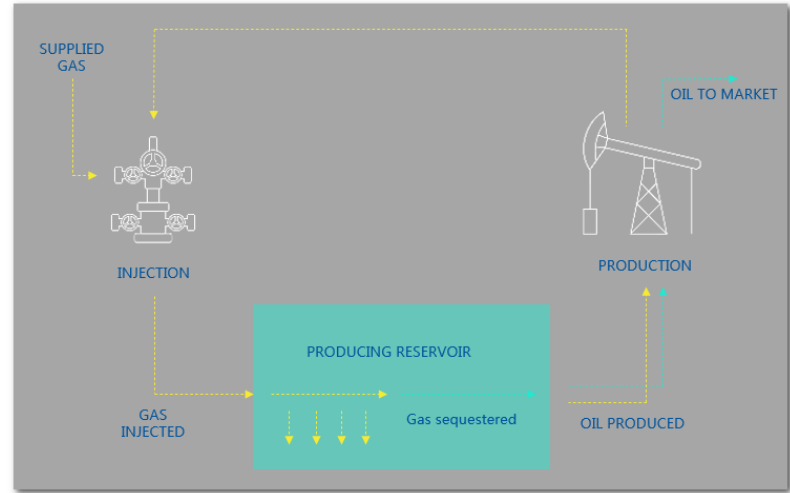 SUPPLIED
GAS
OIL TO MARKET
INJECTION
PRODUCTION
PRODUCING RESERVOIR
GAS
INJECTED
Gas sequestered
OIL PRODUCED